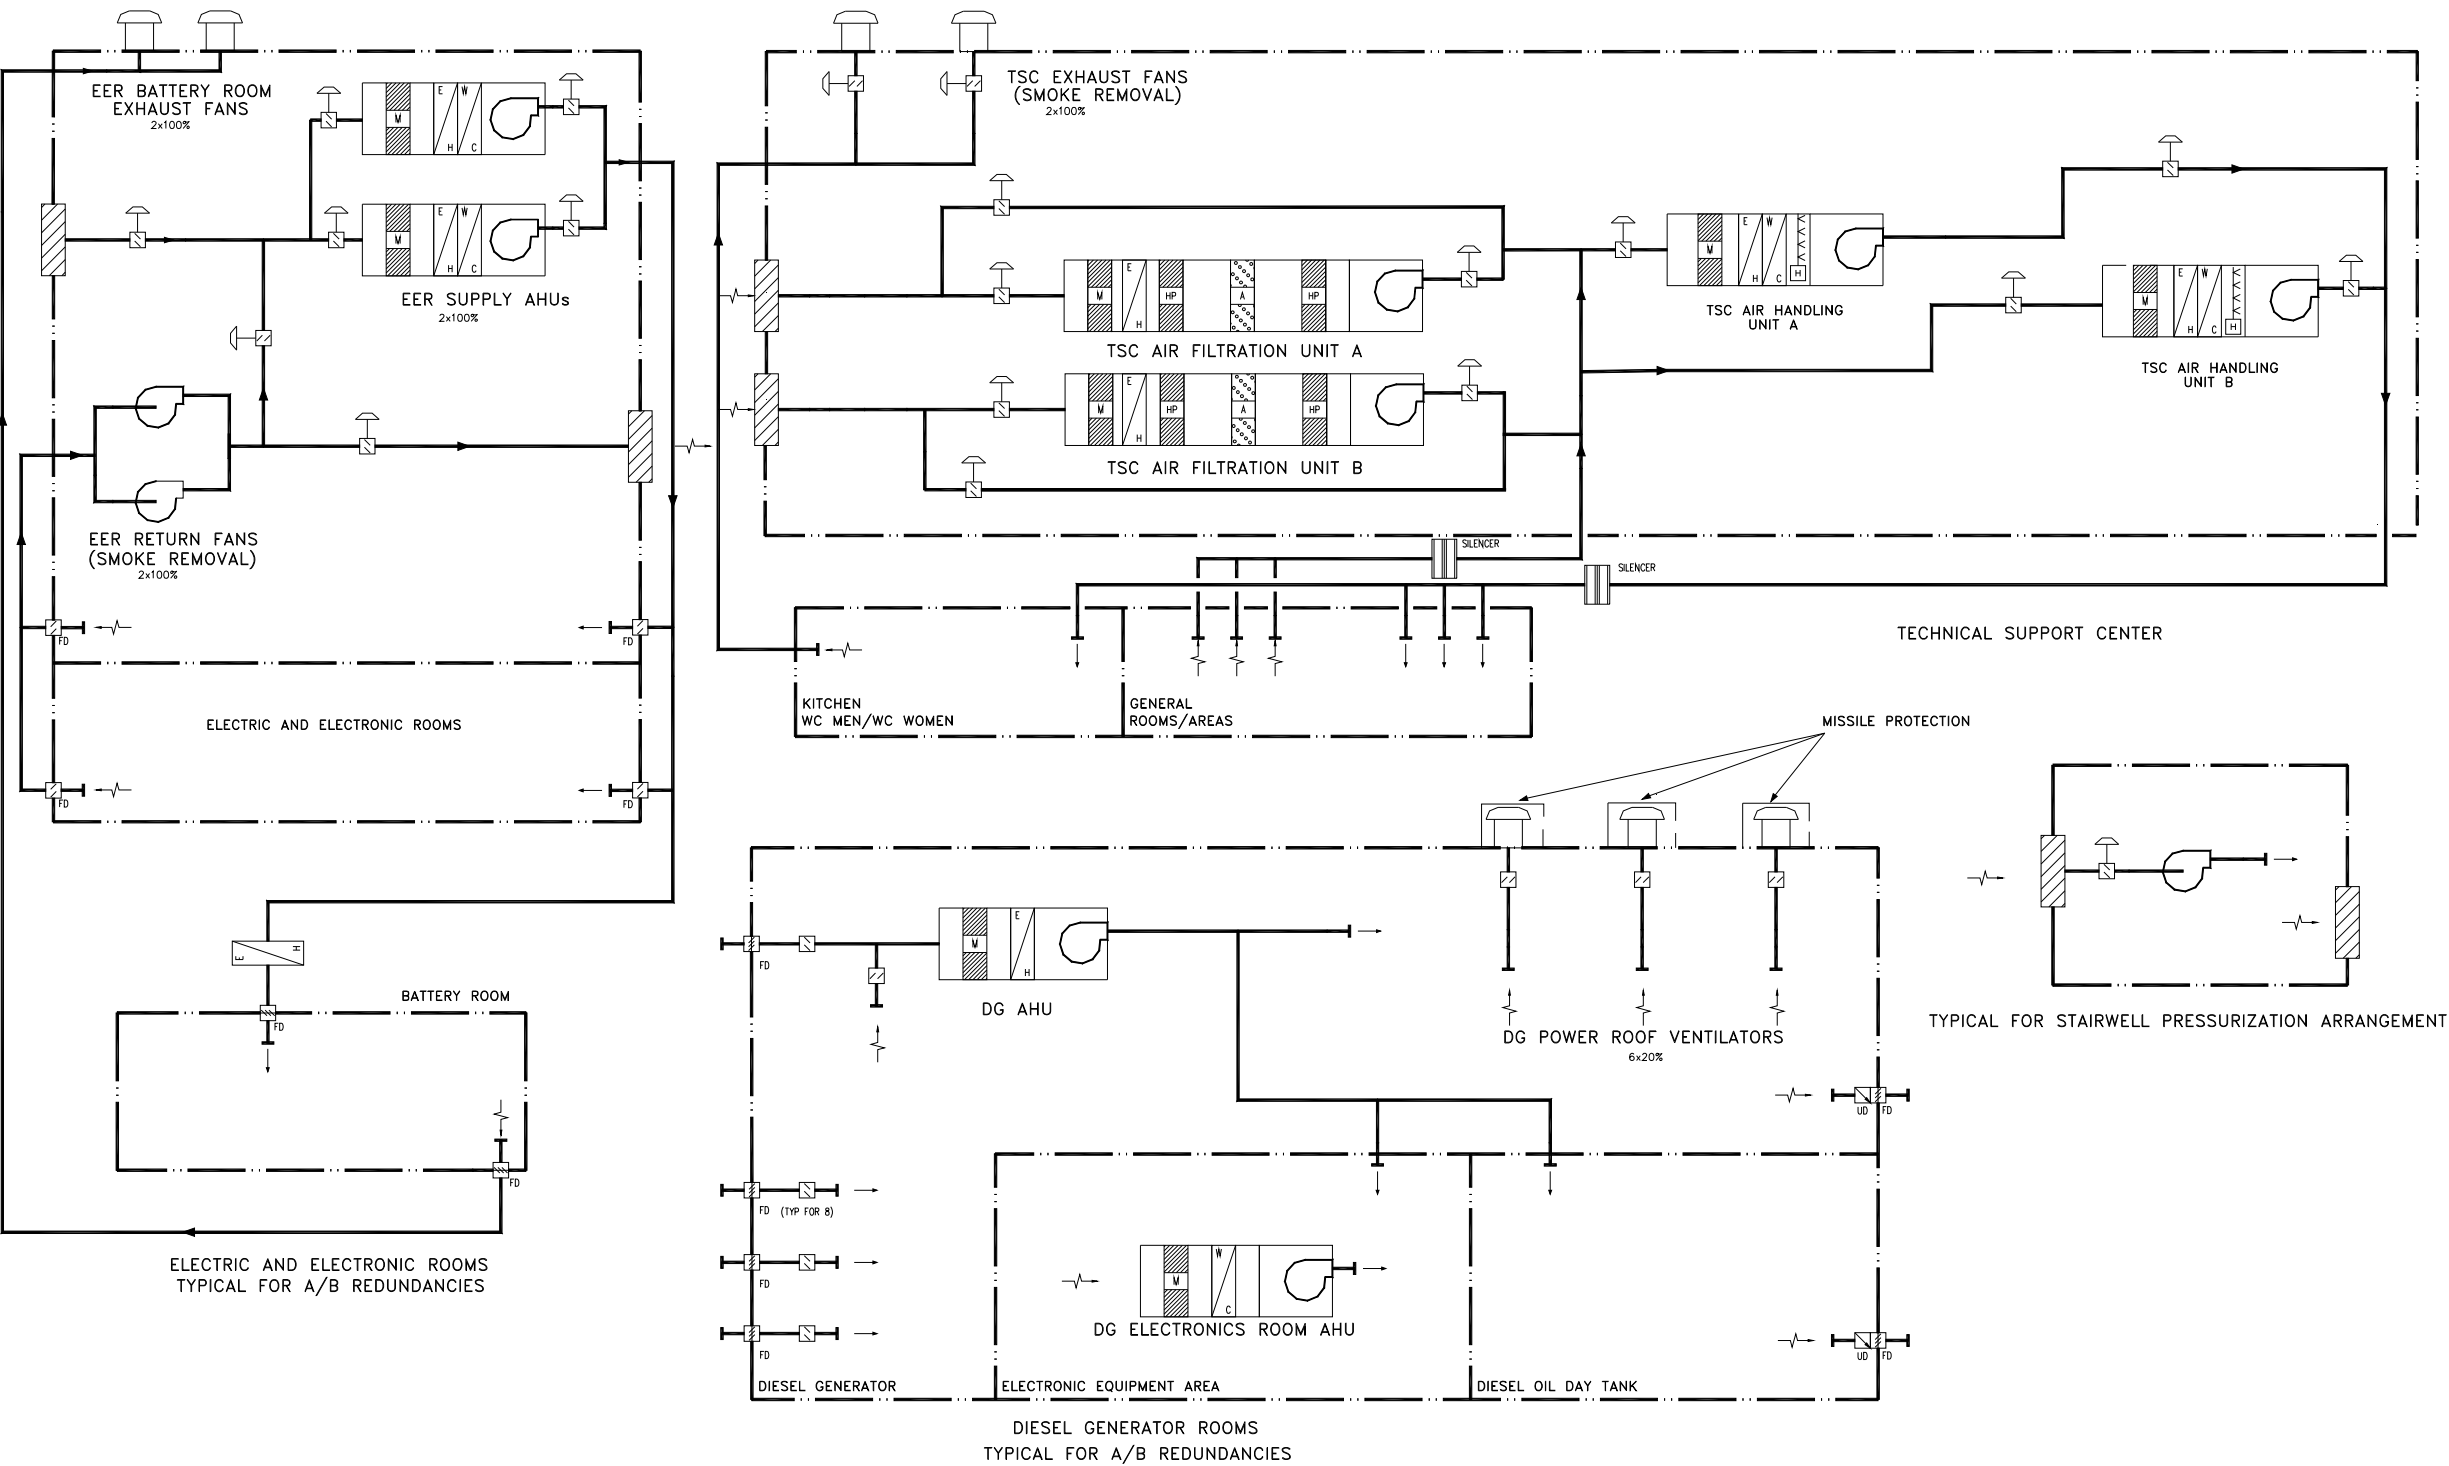 EER BATTERY ROOM
EXHAUST FANS
2x100%
M
E
H
W
C
M
E
H
W
C
EER SUPPLY AHUs
2x100%
EER RETURN FANS
(SMOKE REMOVAL)
2x100%
FD
FD
ELECTRIC AND ELECTRONIC ROOMS
FD
FD
E
H
BATTERY ROOM
FD
FD
ELECTRIC AND ELECTRONIC ROOMS
TYPICAL FOR A/B REDUNDANCIES
TSC EXHAUST FANS
(SMOKE REMOVAL)
2x100%
M
E
H
HP
A
HP
TSC AIR FILTRATION UNIT A
M
E
H
HP
A
HP
TSC AIR FILTRATION UNIT B
M
E
H
W
C
H
TSC AIR HANDLING
UNIT A
M
E
H
W
C
H
TSC AIR HANDLING
UNIT B
SILENCER
SILENCER
TECHNICAL SUPPORT CENTER
KITCHEN
WC MEN/WC WOMEN
GENERAL
ROOMS/AREAS
MISSILE PROTECTION
FD
M
E
H
DG AHU
DG POWER ROOF VENTILATORS
6x20%
UD
FD
FD
(TYP FOR 8)
FD
FD
M
W
C
DG ELECTRONICS ROOM AHU
UD
FD
DIESEL GENERATOR
ELECTRONIC EQUIPMENT AREA
DIESEL OIL DAY TANK
DIESEL GENERATOR ROOMS
TYPICAL FOR A/B REDUNDANCIES
TYPICAL FOR STAIRWELL PRESSURIZATION ARRANGEMENT